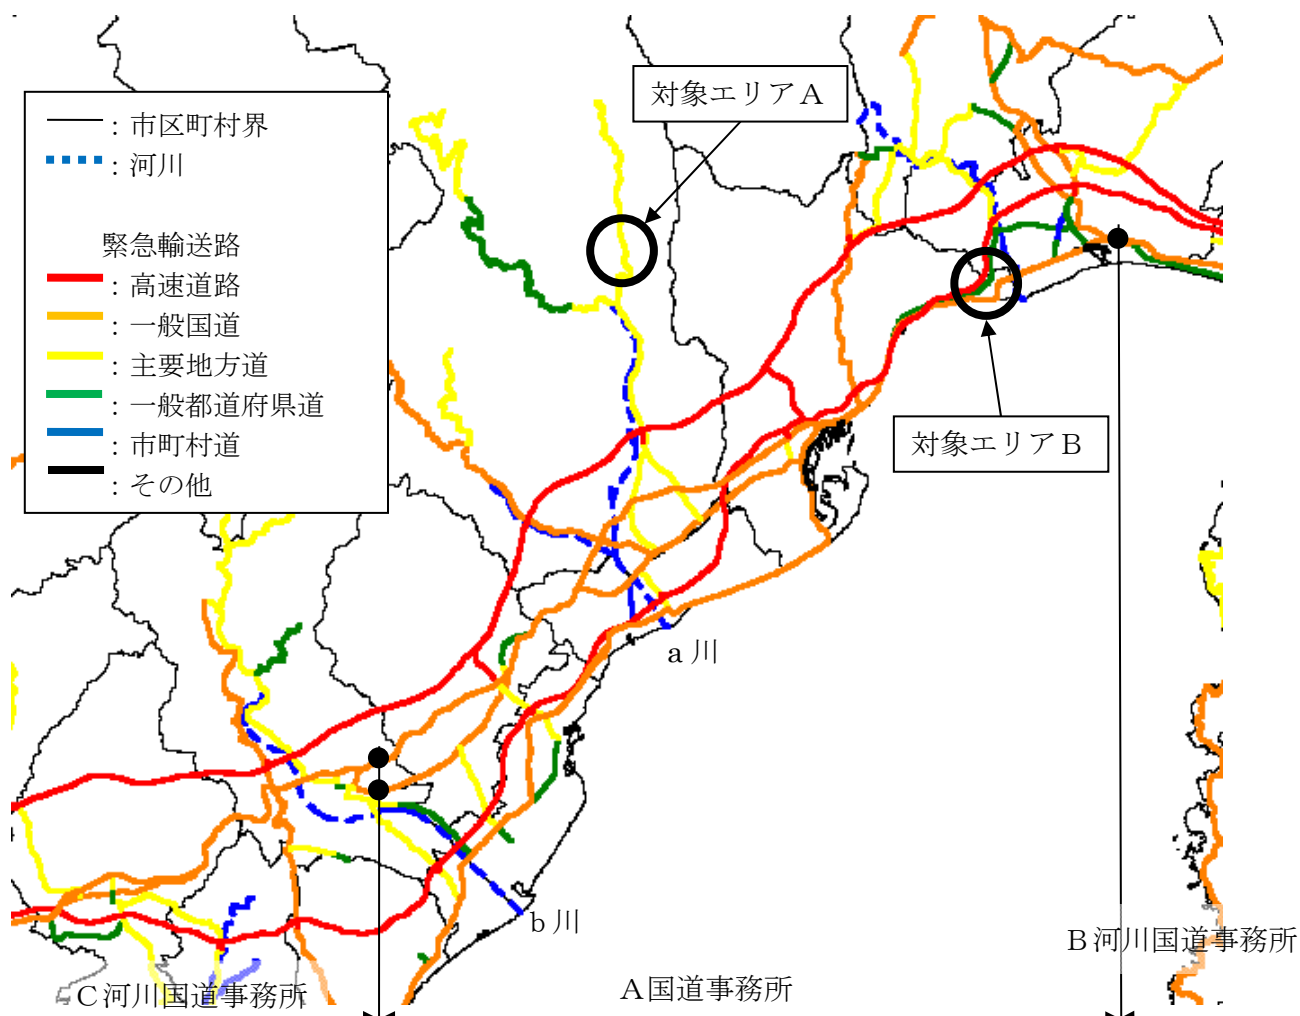 対象エリアA
：市区町村界
：河川
緊急輸送路
：高速道路
：一般国道
：主要地方道
：一般都道府県道
：市町村道
：その他
対象エリアB
a川
b川
B河川国道事務所
A国道事務所
C河川国道事務所